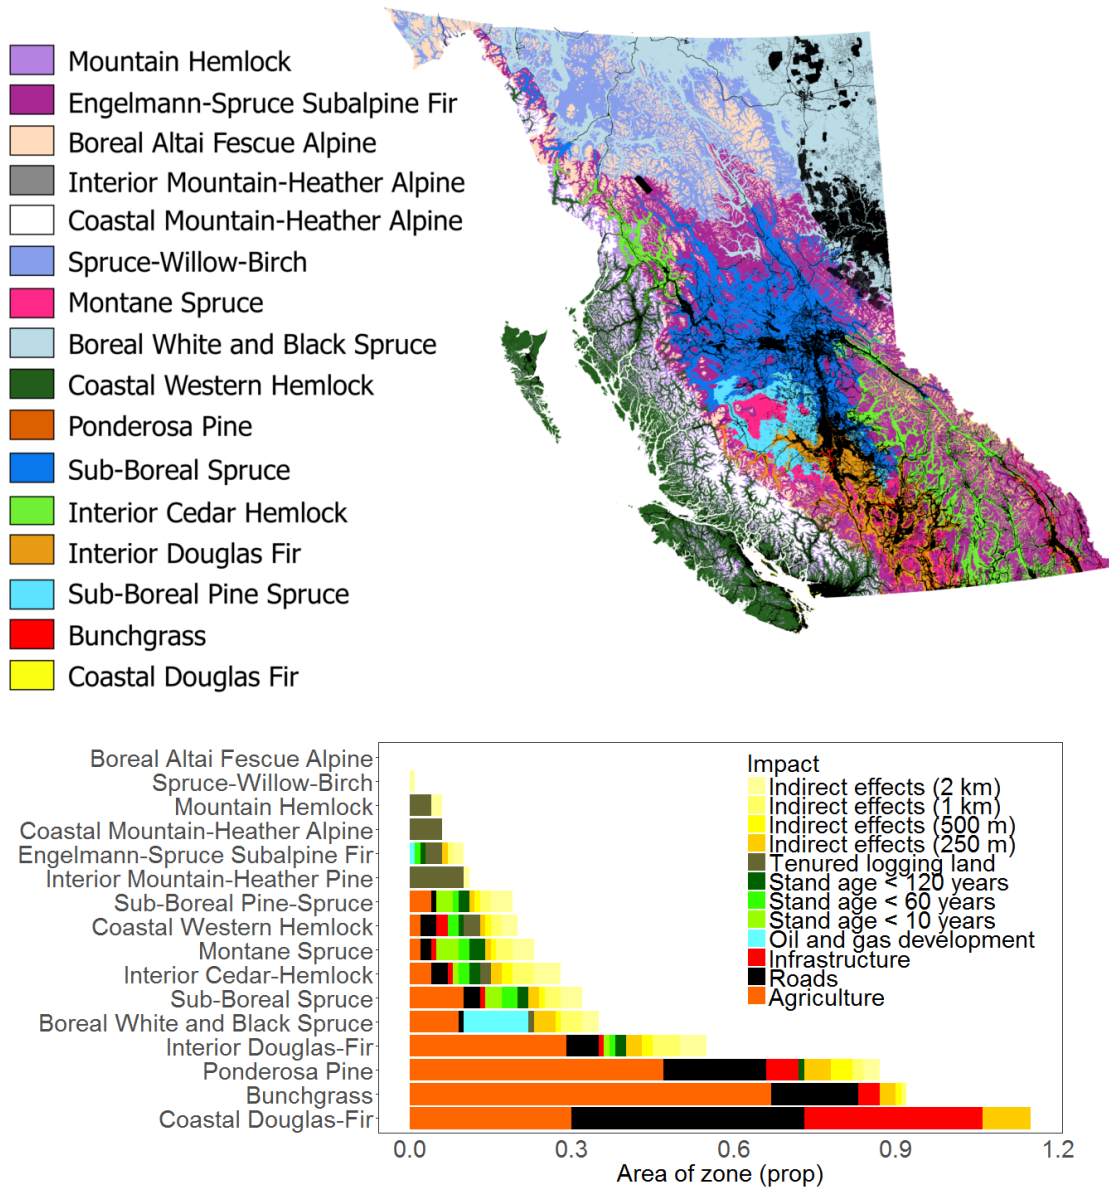 Mountain Hemlock
Engelmann-Spruce Subalpine Fir
Boreal Altai Fescue Alpine
Interior Mountain-Heather Alpine
Coastal Mountain-Heather Alpine
Spruce-Willow-Birch
Montane Spruce
Boreal White and Black Spruce
Coastal Western Hemlock
Ponderosa Pine
Sub-Boreal Spruce
Interior Cedar Hemlock
Interior Douglas Fir
Sub-Boreal Pine Spruce
Bunchgrass
Coastal Douglas Fir
Boreal Altai Fescue Alpine
Spruce-Willow-Birch
Mountain Hemlock
Coastal Mountain-Heather Alpine
Engelmann-Spruce Subalpine Fir
Interior Mountain-Heather Pine
Sub-Boreal Pine-Spruce
Coastal Western Hemlock
Montane Spruce
Interior Cedar-Hemlock
Sub-Boreal Spruce
Boreal White and Black Spruce
Interior Douglas-Fir
Ponderosa Pine
Bunchgrass
Coastal Douglas-Fir
Impact
Indirect effects (2 km)
Indirect effects (1 km)
Indirect effects (500 m)
Indirect effects (250 m)
Tenured logging land
Stand age < 120 years
Stand age < 60 years
Stand age < 10 years
Oil and gas development
Infrastructure
Roads
Agriculture
0.0 0.3 0.6 0.9 1.2
Area of zone (prop)